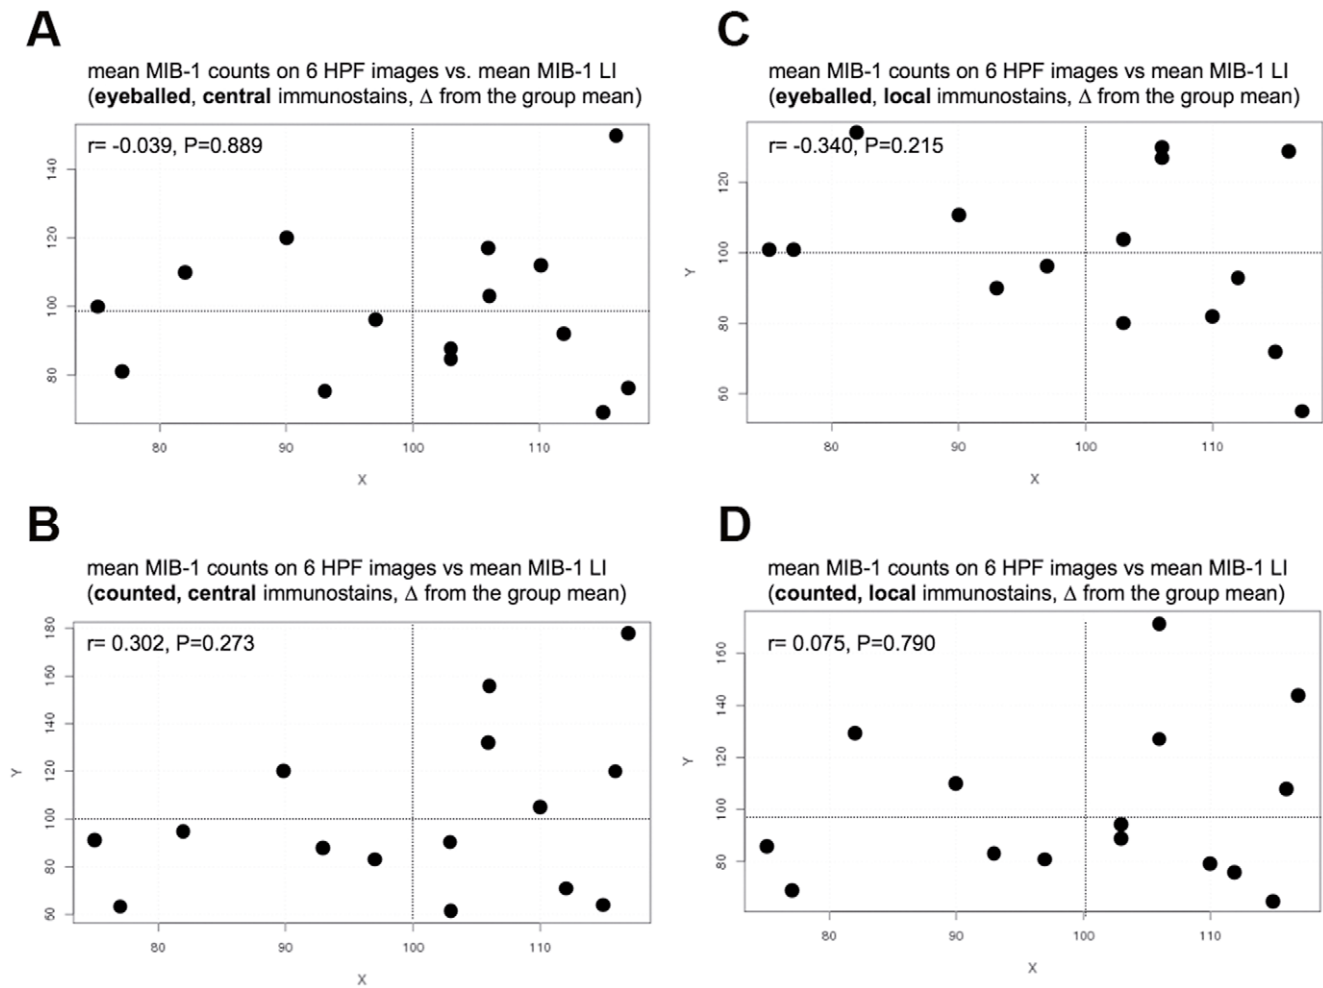 A
mean MIB-1 counts on 6 HPF images vs. mean MIB-1 LI
(eyeballed, central immunostains, Δ from the group mean)
r= -0.039, P=0.889
140
120
100
80
80 90 100 110
X
C
mean MIB-1 counts on 6 HPF images vs mean MIB-1 LI
(eyeballed, local immunostains, Δ from the group mean)
r= -0.340, P=0.215
120
100
80
60
Y
80 90 100 110
X
B
mean MIB-1 counts on 6 HPF images vs mean MIB-1 LI
(counted, central immunostains, Δ from the group mean)
r= 0.302, P=0.273
180
160
140
120
100
80
60
Y
80 90 100 110
X
D
mean MIB-1 counts on 6 HPF images vs mean MIB-1 LI
(counted, local immunostains, Δ from the group mean)
r= 0.075, P=0.790
160
140
120
100
80
Y
80 90 100 110
X